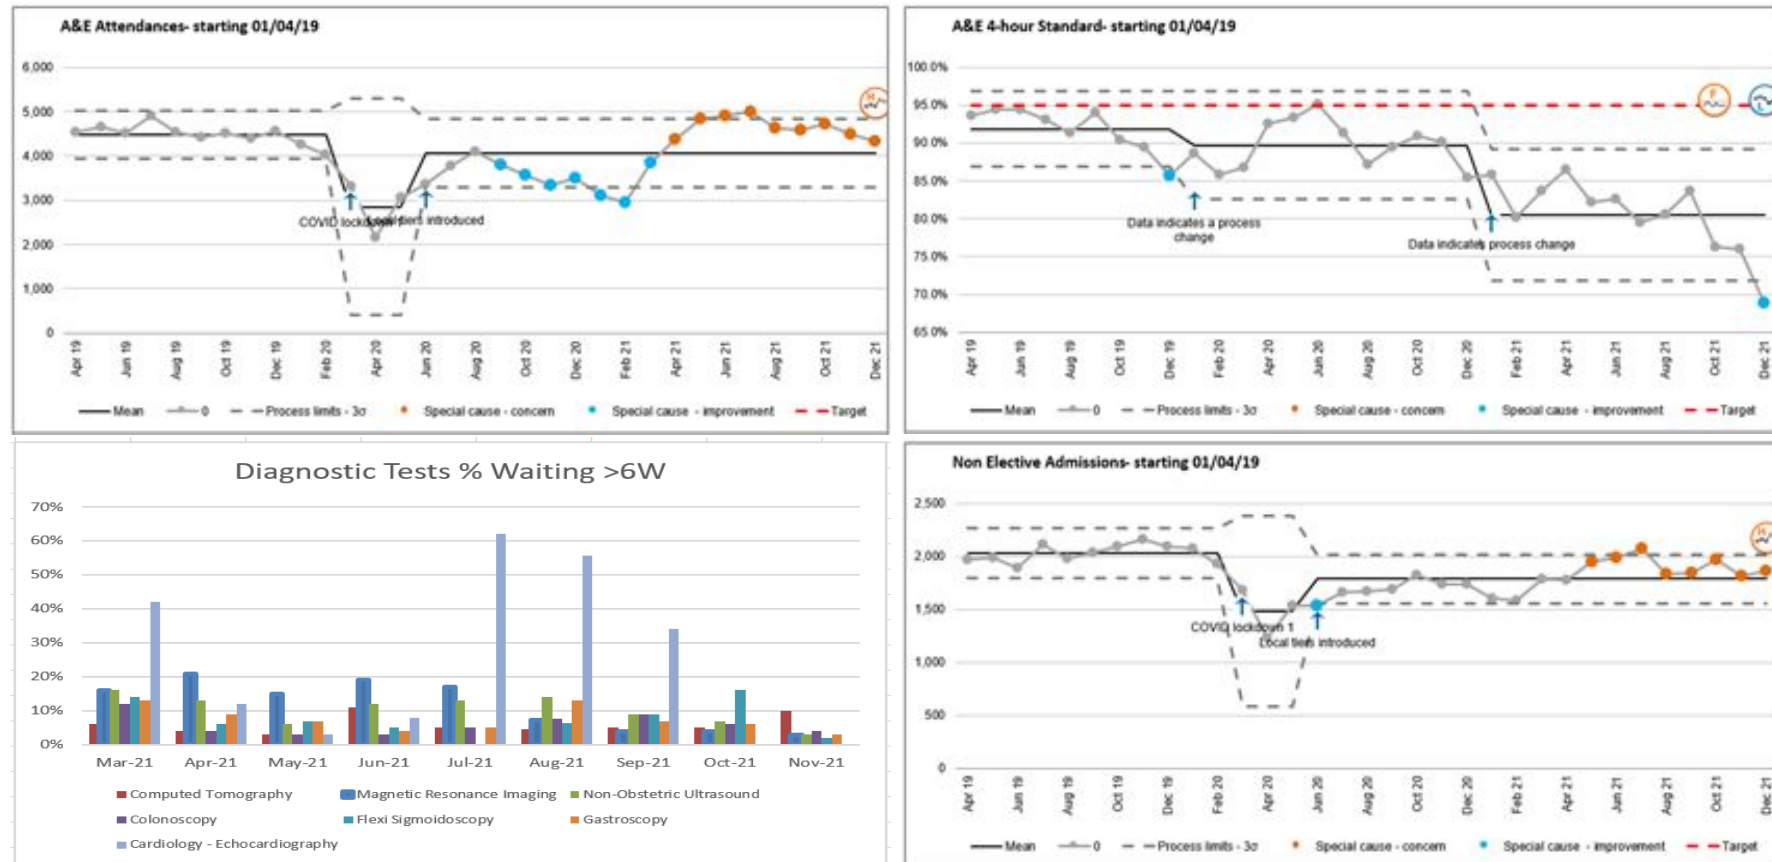 A&E Attendances- starting 01/04/19
6,000
5,000
4,000
3,000
2,000
1,000
0
COVID lockdown 1
Local tiers introduced
Apr 19
Jun 19
Aug 19
Oct 19
Dec 19
Feb 20
Apr 20
Jun 20
Aug 20
Oct 20
Dec 20
Feb 21
Apr 21
Jun 21
Aug 21
Oct 21
Dec 21
Mean
0
Process limits - 3σ
Special cause - concern
Special cause - improvement
Target
H
A&E 4-hour Standard- starting 01/04/19
100.0%
95.0%
90.0%
85.0%
80.0%
75.0%
70.0%
65.0%
Data indicates a process
change
Data indicates process change
F
L
Apr 19
Jun 19
Aug 19
Oct 19
Dec 19
Feb 20
Apr 20
Jun 20
Aug 20
Oct 20
Dec 20
Feb 21
Apr 21
Jun 21
Aug 21
Oct 21
Dec 21
Mean
0
Process limits - 3σ
Special cause - concern
Special cause - improvement
Target
Diagnostic Tests % Waiting >6W
70%
60%
50%
40%
30%
20%
10%
0%
Mar-21
Apr-21
May-21
Jun-21
Jul-21
Aug-21
Sep-21
Oct-21
Nov-21
Computed Tomography
Magnetic Resonance Imaging
Non-Obstetric Ultrasound
Colonoscopy
Flexi Sigmoidoscopy
Gastroscopy
Cardiology - Echocardiography
Non Elective Admissions- starting 01/04/19
2,500
2,000
1,500
1,000
500
0
COVID lockdown 1
Local tiers introduced
H
Apr 19
Jun 19
Aug 19
Oct 19
Dec 19
Feb 20
Apr 20
Jun 20
Aug 20
Oct 20
Dec 20
Feb 21
Apr 21
Jun 21
Aug 21
Oct 21
Dec 21
Mean
0
Process limits - 3σ
Special cause - concern
Special cause - improvement
Target